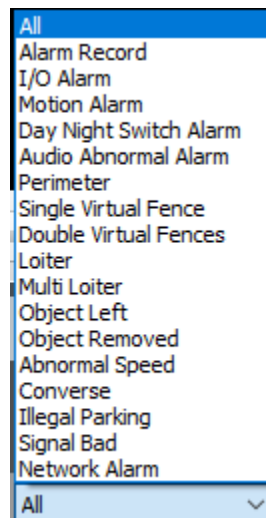 All
Alarm Record
I/O Alarm
Motion Alarm
Day Night Switch Alarm
Audio Abnormal Alarm
Perimeter
Single Virtual Fence
Double Virtual Fences
Loiter
Multi Loiter
Object Left
Object Removed
Abnormal Speed
Converse
Illegal Parking
Signal Bad
Network Alarm
All